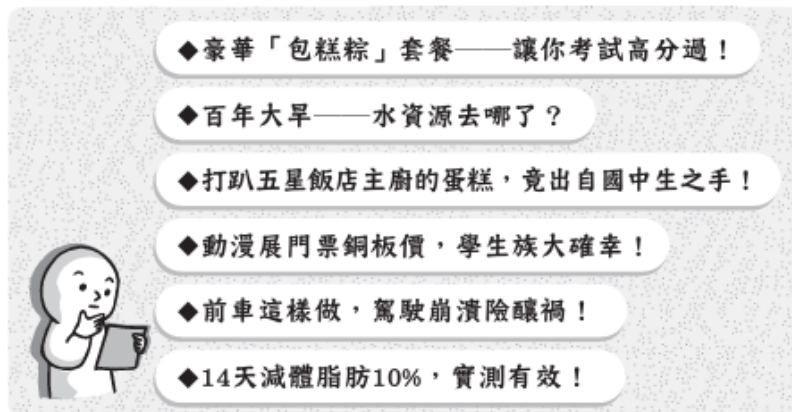 ◆豪華「包糕粽」套餐——讓你考試高分過！
◆百年大旱——水資源去哪了？
◆打趴五星飯店主廚的蛋糕，竟出自國中生之手！
◆動漫展門票銅板價，學生族大確幸！
◆前車這樣做，駕駛崩潰險釀禍！
◆14天減體脂肪10%，實測有效！